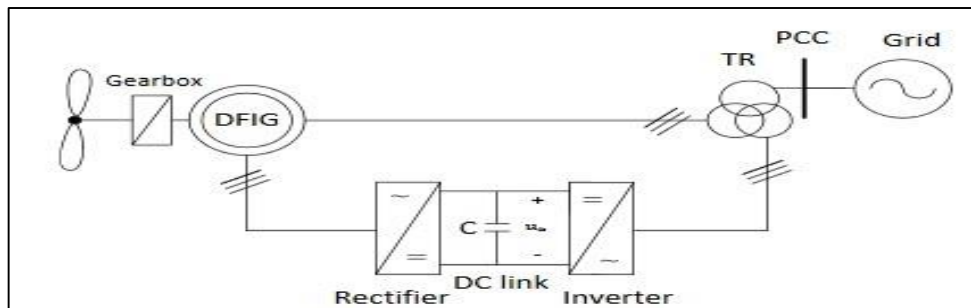 PCC
Grid
TR
Gearbox
DFIG
~
=
C
+
-
=
~
DC link
Rectifier
Inverter